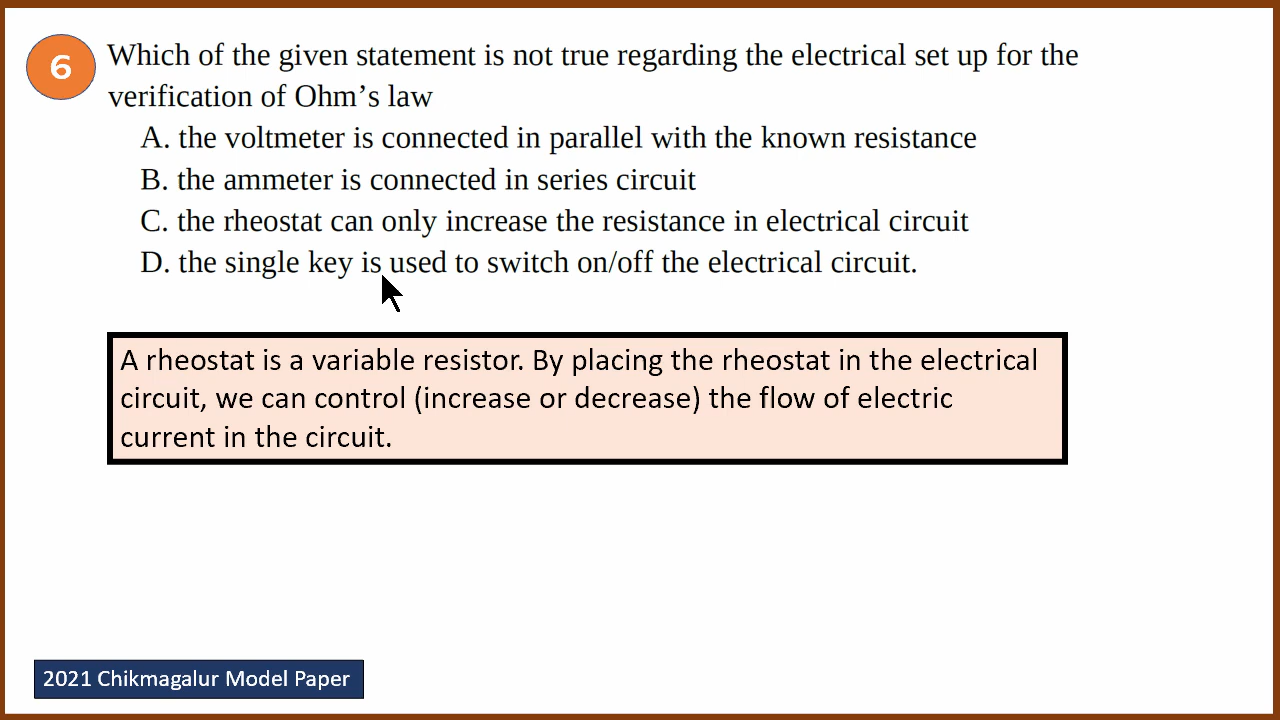 6
Which of the given statement is not true regarding the electrical set up for the
verification of Ohm’s law
A. the voltmeter is connected in parallel with the known resistance
B. the ammeter is connected in series circuit
C. the rheostat can only increase the resistance in electrical circuit
D. the single key is used to switch on/off the electrical circuit.
A rheostat is a variable resistor. By placing the rheostat in the electrical
circuit, we can control (increase or decrease) the flow of electric
current in the circuit.
2021 Chikmagalur Model Paper